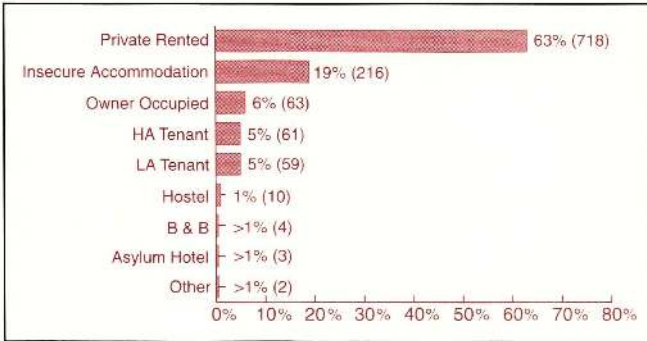 Private Rented 63% (718)
Insecure Accommodation 19% (216)
Owner Occupied 6% (63)
HA Tenant 5% (61)
LA Tenant 5% (59)
Hostel 1% (10)
B & B >1% (4)
Asylum Hotel >1% (3)
Other >1% (2)
0% 10% 20% 30% 40% 50% 60% 70% 80%